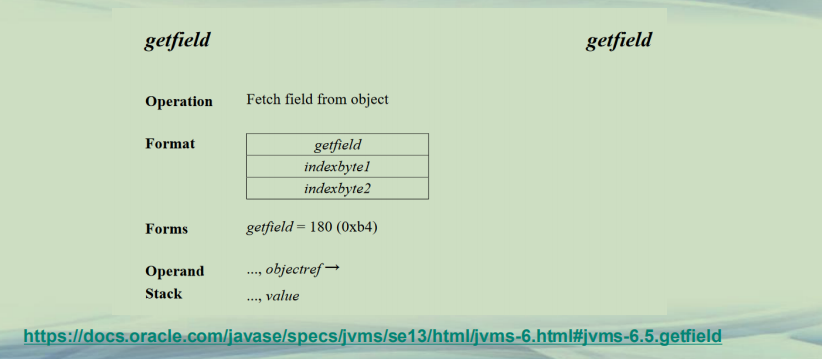 getfield getfield
Operation Fetch field from object
Format getfield
indexbyte1
indexbyte2
Forms getfield = 180 (0xb4)
Operand ..., objectref →
Stack ..., value
https://docs.oracle.com/javase/specs/jvms/se13/html/jvms-6.html#jvms-6.5.getfield